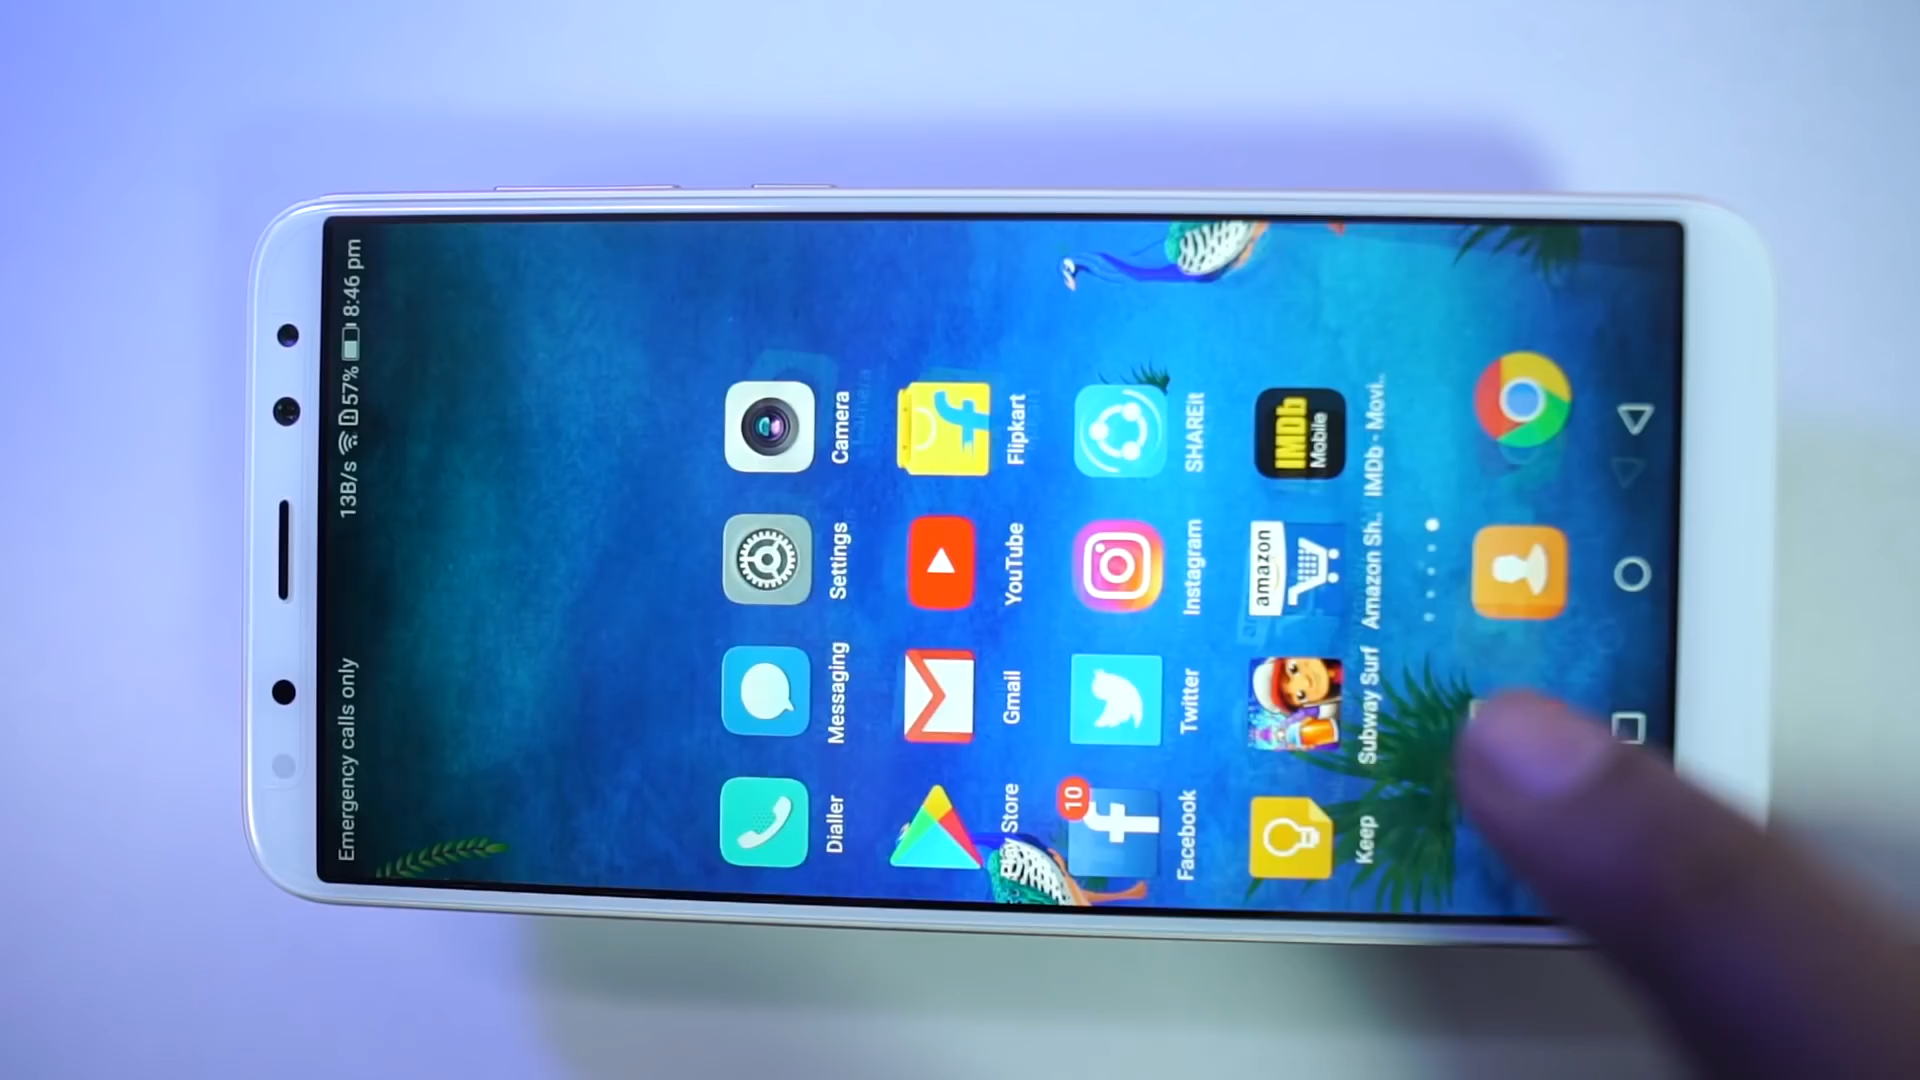 Emergency calls only 13B/s 57% 8:46 pm
Dialler Messaging Settings Camera
Play Store Gmail YouTube Flipkart
10
Facebook Twitter Instagram SHAREit
amazon
IMDb
Mobile
Keep Subway Surf Amazon Sh.. IMDb - Movi..